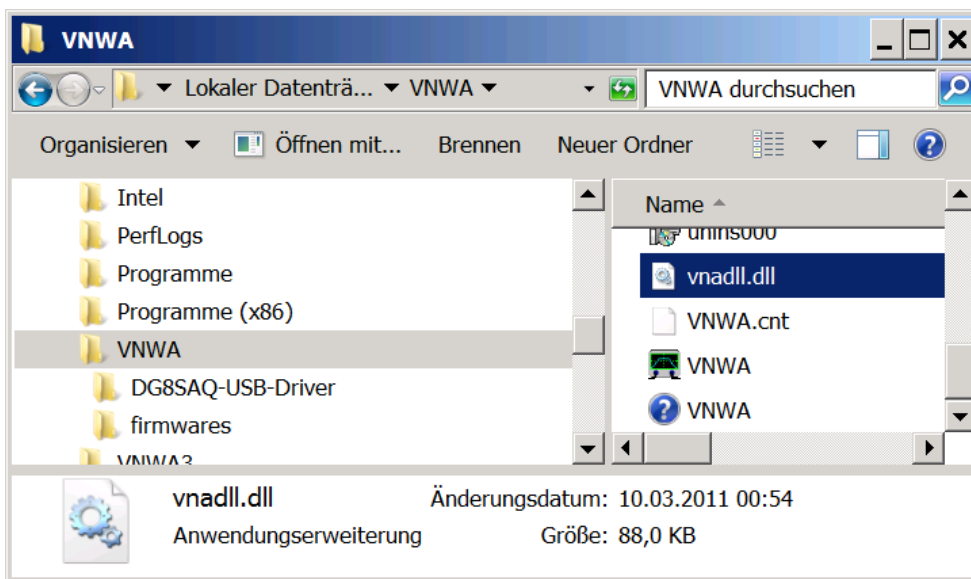 VNWA
Lokaler Datenträ... VNWA
VNWA durchsuchen
Organisieren Öffnen mit... Brennen Neuer Ordner
Intel
PerfLogs
Programme
Programme (x86)
VNWA
DG8SAQ-USB-Driver
firmwares
VNWA3
Name
unins000
vnadll.dll
VNWA.cnt
VNWA
VNWA
vnadll.dll Änderungsdatum: 10.03.2011 00:54
Anwendungserweiterung Größe: 88,0 KB